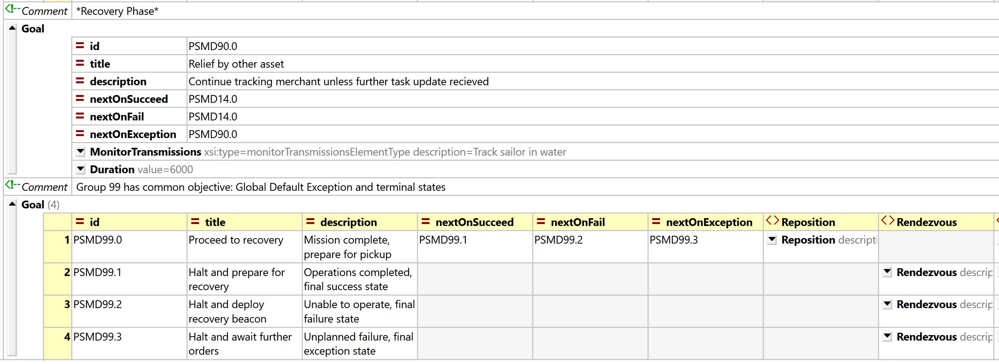 <!-- Comment *Recovery Phase*
Goal
= id PSMD90.0
= title Relief by other asset
= description Continue tracking merchant unless further task update recieved
= nextOnSucceed PSMD14.0
= nextOnFail PSMD14.0
= nextOnException PSMD90.0
MonitorTransmissions xsi:type=monitorTransmissionsElementType description=Track sailor in water
Duration value=6000
<!-- Comment Group 99 has common objective: Global Default Exception and terminal states
Goal (4)
= id = title = description = nextOnSucceed = nextOnFail = nextOnException <> Reposition <> Rendezvous
1 PSMD99.0 Proceed to recovery Mission complete, PSMD99.1 PSMD99.2 PSMD99.3 Reposition descripti
prepare for pickup
2 PSMD99.1 Halt and prepare for Operations completed, Rendezvous descrip
recovery final success state
3 PSMD99.2 Halt and deploy Unable to operate, final Rendezvous descrip
recovery beacon failure state
4 PSMD99.3 Halt and await further Unplanned failure, final Rendezvous descrip
orders exception state